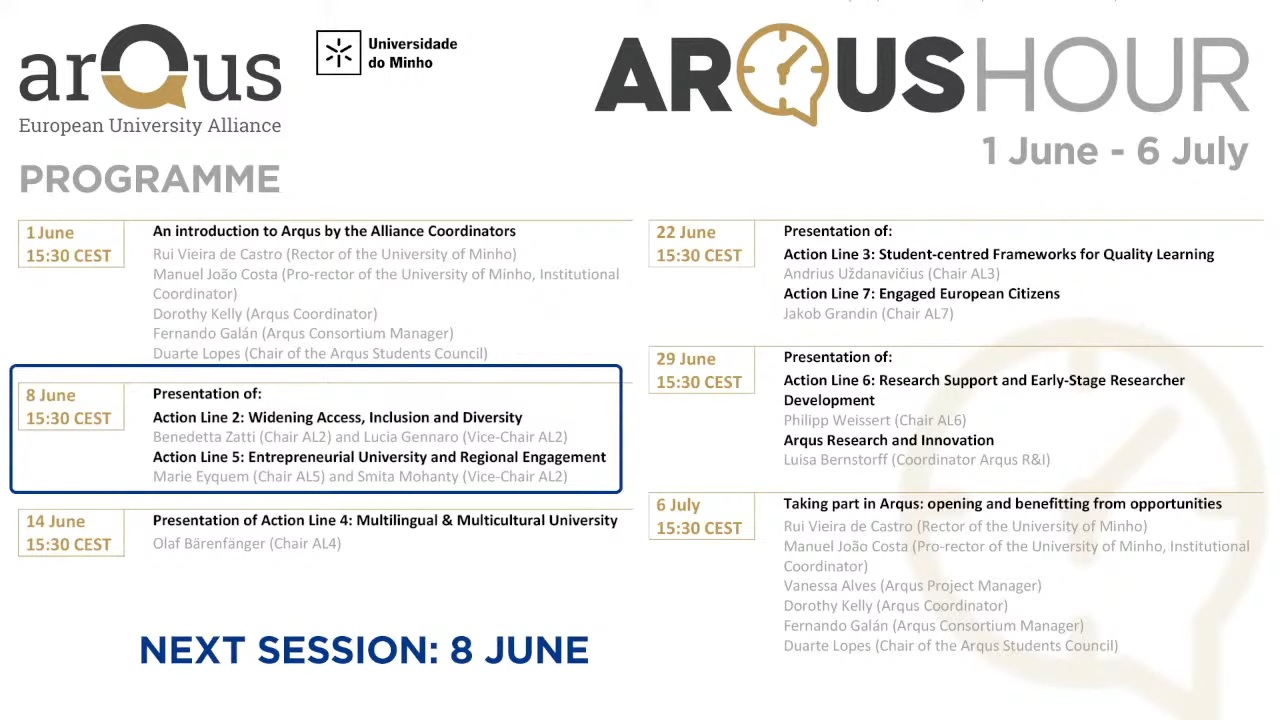 arQus
European University Alliance
Universidade
do Minho
ARQUS HOUR
1 June - 6 July
PROGRAMME
1 June
15:30 CEST
An introduction to Arqus by the Alliance Coordinators
Rui Vieira de Castro (Rector of the University of Minho)
Manuel João Costa (Pro-rector of the University of Minho, Institutional
Coordinator)
Dorothy Kelly (Arqus Coordinator)
Fernando Galán (Arqus Consortium Manager)
Duarte Lopes (Chair of the Arqus Students Council)
8 June
15:30 CEST
Presentation of:
Action Line 2: Widening Access, Inclusion and Diversity
Benedetta Zatti (Chair AL2) and Lucia Gennaro (Vice-Chair AL2)
Action Line 5: Entrepreneurial University and Regional Engagement
Marie Eyquem (Chair AL5) and Smita Mohanty (Vice-Chair AL2)
14 June
15:30 CEST
Presentation of Action Line 4: Multilingual & Multicultural University
Olaf Bärenfänger (Chair AL4)
NEXT SESSION: 8 JUNE
22 June
15:30 CEST
Presentation of:
Action Line 3: Student-centred Frameworks for Quality Learning
Andrius Uždanavičius (Chair AL3)
Action Line 7: Engaged European Citizens
Jakob Grandin (Chair AL7)
29 June
15:30 CEST
Presentation of:
Action Line 6: Research Support and Early-Stage Researcher
Development
Philipp Weissert (Chair AL6)
Arqus Research and Innovation
Luisa Bernstorff (Coordinator Arqus R&I)
6 July
15:30 CEST
Taking part in Arqus: opening and benefitting from opportunities
Rui Vieira de Castro (Rector of the University of Minho)
Manuel João Costa (Pro-rector of the University of Minho, Institutional
Coordinator)
Vanessa Alves (Arqus Project Manager)
Dorothy Kelly (Arqus Coordinator)
Fernando Galán (Arqus Consortium Manager)
Duarte Lopes (Chair of the Arqus Students Council)